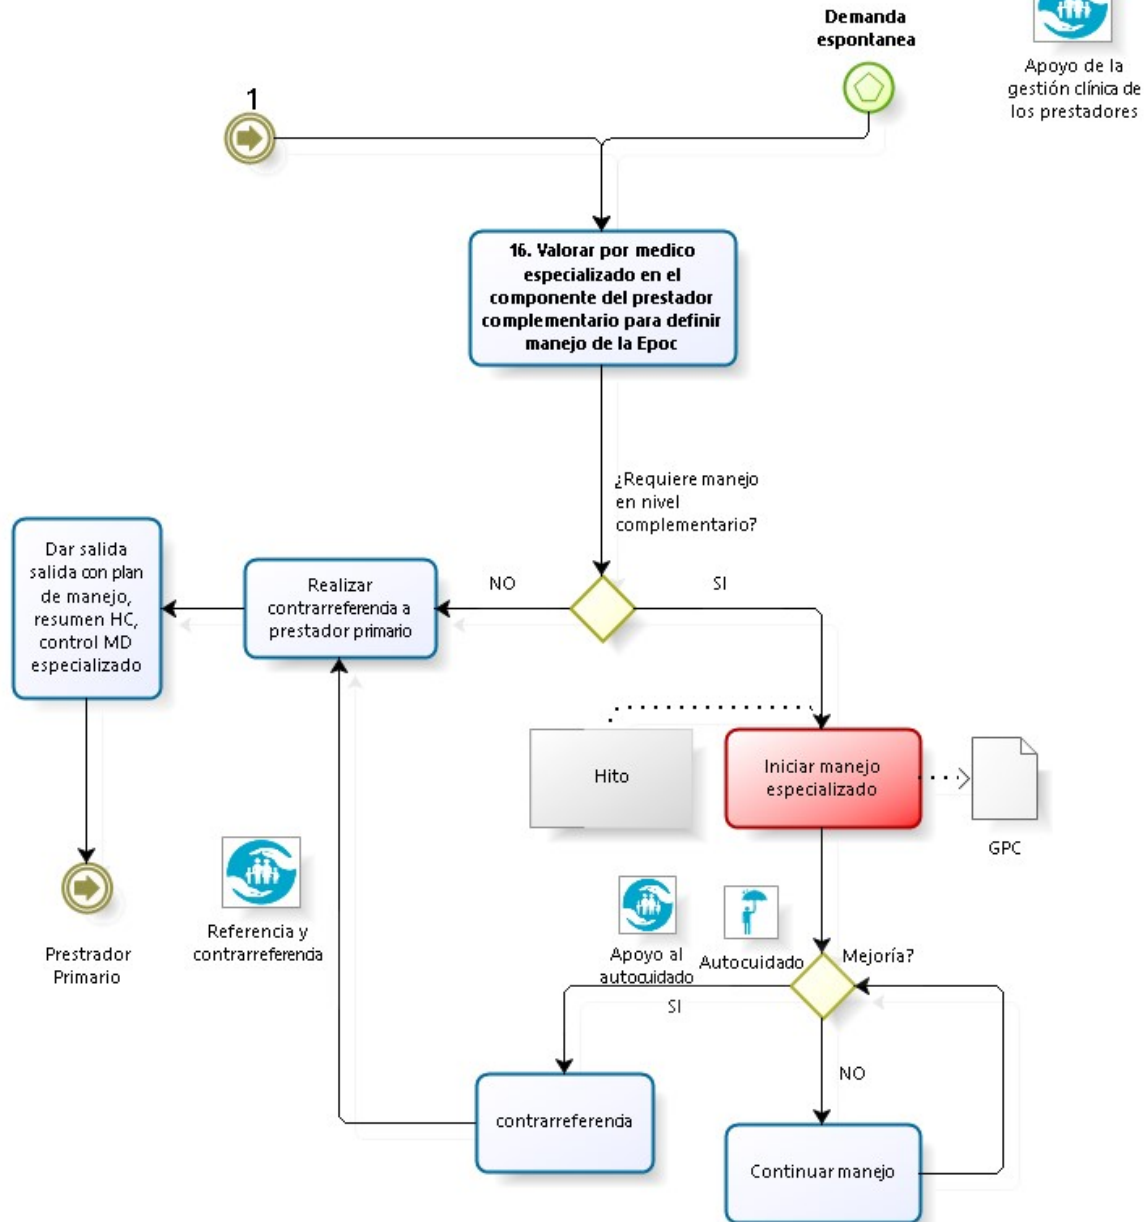 Demanda
espontanea
Apoyo de la
gestión clínica de
los prestadores
1
16. Valorar por medico
especializado en el
componente del prestador
complementario para definir
manejo de la Epoc
¿Requiere manejo
en nivel
complementario?
Dar salida
salida con plan
de manejo,
resumen HC,
control MD
especializado
Realizar
contrarreferencia a
prestador primario
NO
SI
Hito
Iniciar manejo
especializado
GPC
Referencia y
contrarreferencia
Prestrador
Primario
Apoyo al
autocuidado
Autocuidado
Mejoría?
SI
NO
contrarreferencia
Continuar manejo